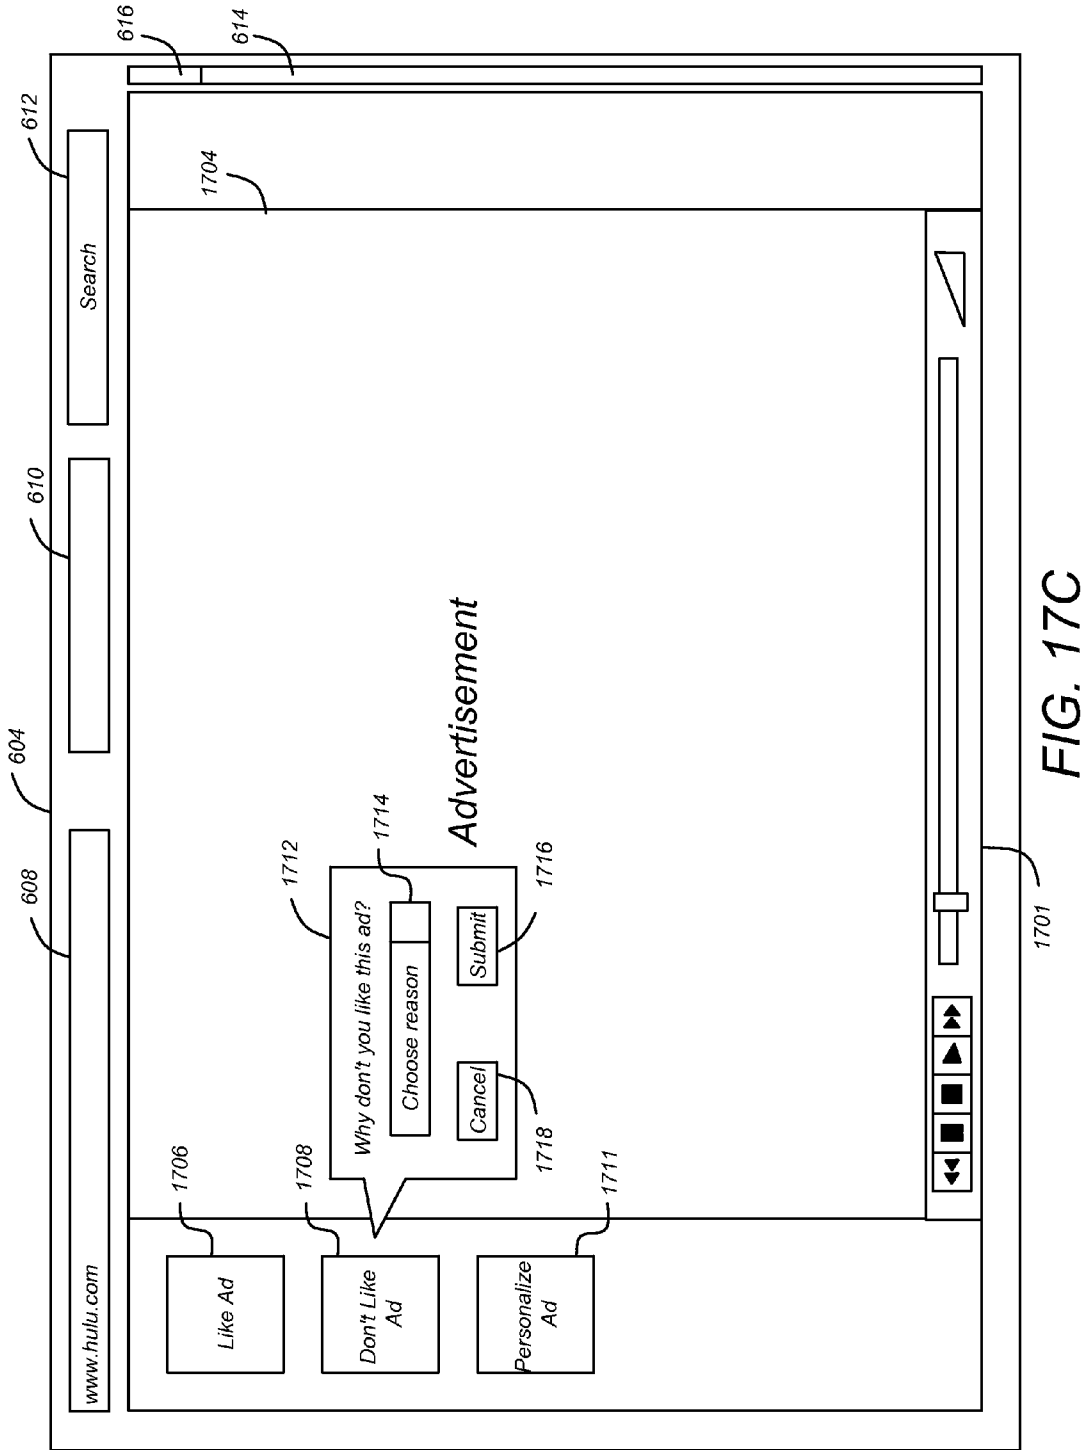 604
608
610
612
616
614
www.hulu.com
Search
1704
1706
Like Ad
1708
Don't Like
Ad
1711
Personalize
Ad
1712
Why don't you like this ad?
1714
Choose reason
Cancel
Submit
1718
1716
Advertisement
1701
FIG. 17C